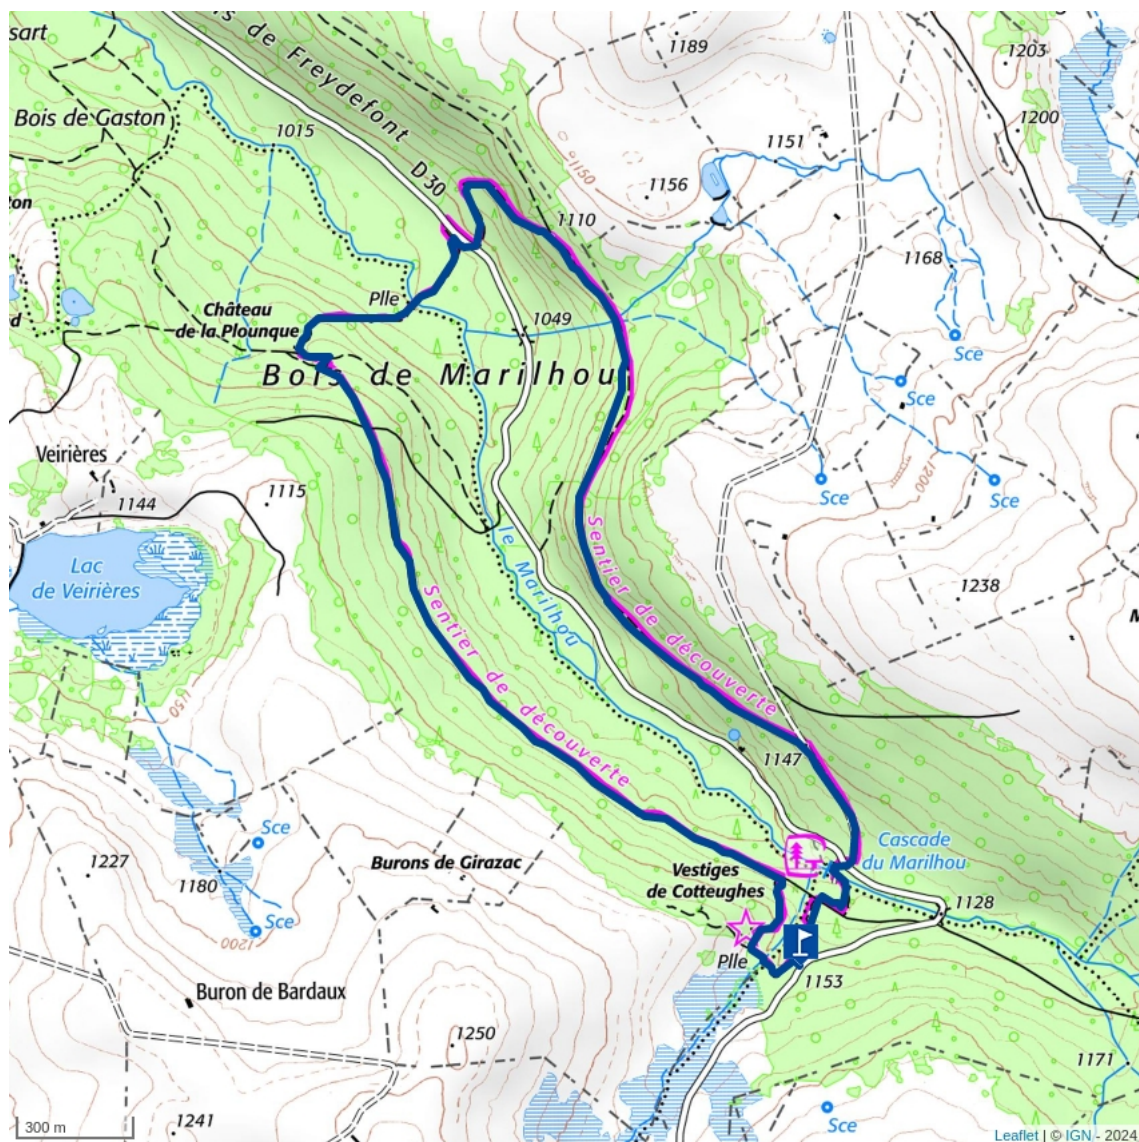 sart
1189
1203
de Freydefont
1015
Bois de Gaston
D 30
1151
1150
1200
1156
ton
1110
1168
Plle
Château
de la Plounque
d
1049
Sce
Bois de Marilhou
Sce
Veirières
1144
1115
Sce
1200
Sce
Lac
de Veirières
le Marilhou
Sentier de découverte
1238
Sentier de découverte
1150
1147
Sce
Cascade
du Marilhou
1227
Burons de Girazac
Vestiges
de Cotteughes
1180
Sce
1200
1128
Plle
1153
Buron de Bardaux
1250
1171
300 m
1241
Sce
Leaflet | © IGN - 2024